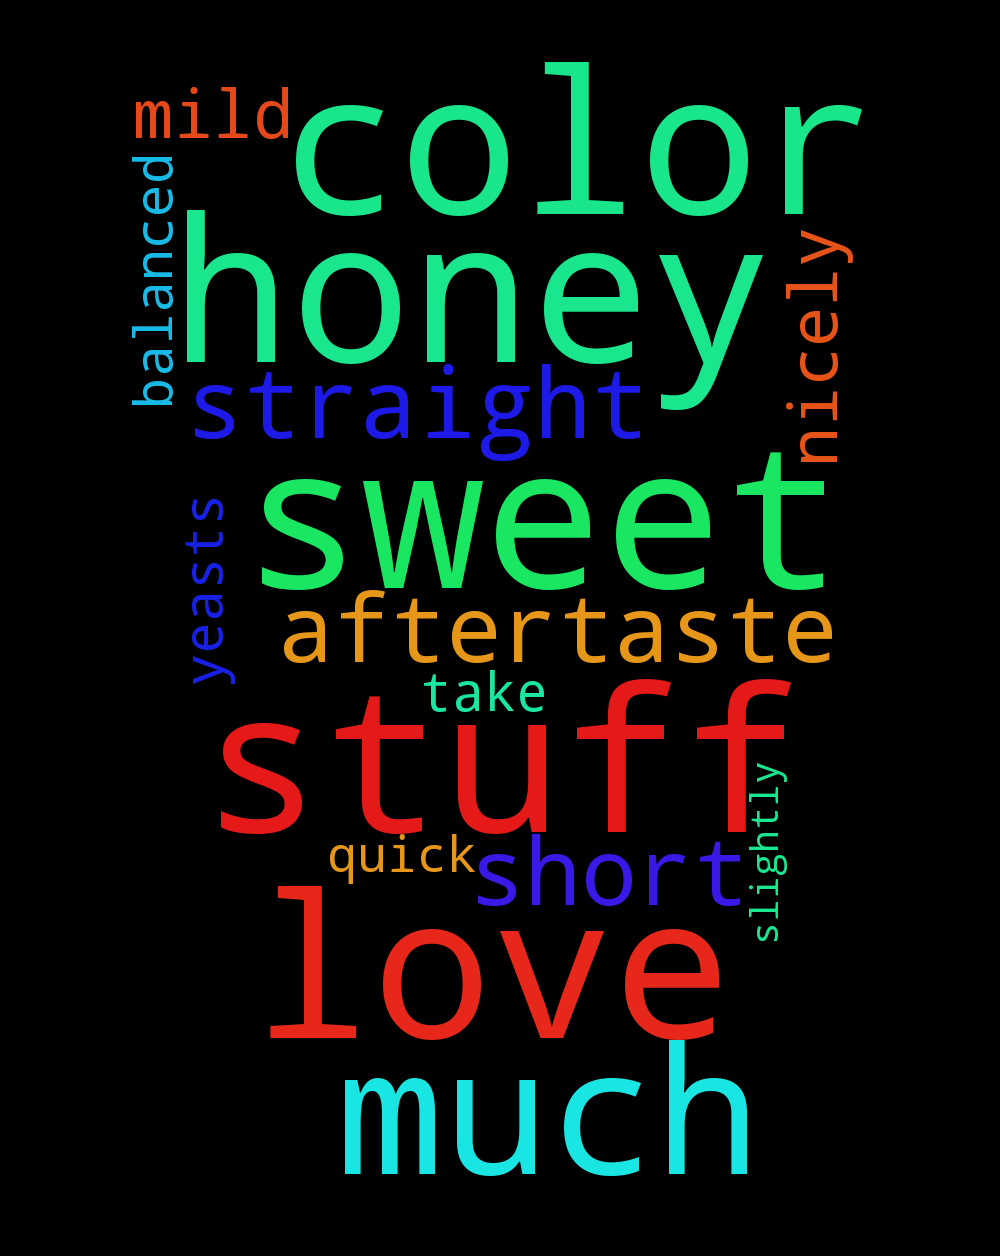 mild
color
balanced
honey
nicely
straight
sweet
yeasts
aftertaste
take
stuff
slightly
quick
short
love
much